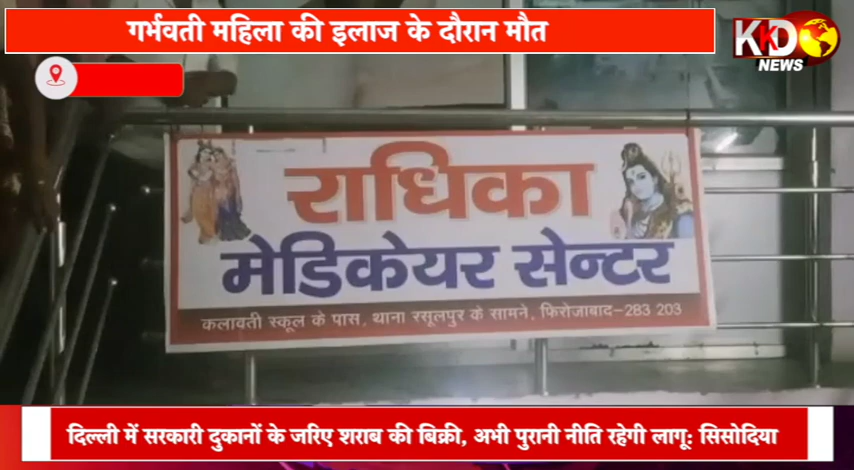 गर्भवती महिला की इलाज के दौरान मौत
KKD
NEWS
राधिका
मेडिकेयर सेन्टर
कलावती स्कूल के पास, थाना रसूलपुर के सामने, फिरोजाबाद-283 203
दिल्ली में सरकारी दुकानों के जरिए शराब की बिक्री, अभी पुरानी नीति रहेगी लागू: सिसोदिया